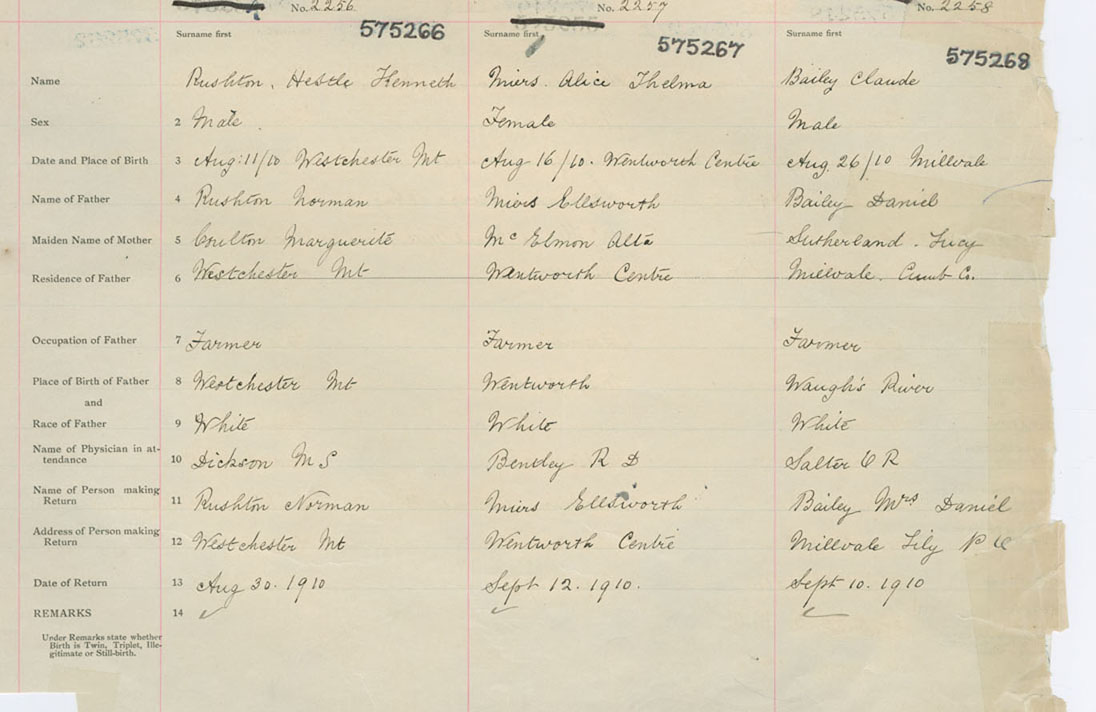 No. 2256 No. 2257 No. 2258
Surname first 575266 Surname first 575267 Surname first 575268
Name Rushton, Hestle Kenneth Miers. Alice Thelma Bailey Claude
Sex 2 Male Female Male
Date and Place of Birth 3 Aug: 11/10 Westchester Mt Aug 16/10. Wentworth Centre Aug. 26/10 Millvale
Name of Father 4 Rushton Norman Miers Ellsworth Bailey Daniel
Maiden Name of Mother 5 Coulton Marguerite Mc Elmon Alta Sutherland. Lucy
Residence of Father 6 Westchester Mt Wentworth Centre Millvale. Cumb Co.
Occupation of Father 7 Farmer Farmer Farmer
Place of Birth of Father 8 Westchester Mt Wentworth Waugh's River
and
Race of Father 9 White White White
Name of Physician in at-
tendance 10 Dickson M S Bentley R D Salter C R
Name of Person making
Return 11 Rushton Norman Miers Ellsworth Bailey Mrs Daniel
Address of Person making
Return 12 Westchester Mt Wentworth Centre Millvale Lily P. O
Date of Return 13 Aug 30. 1910 Sept 12. 1910. Sept 10. 1910
REMARKS 14
Under Remarks state whether
Birth is Twin, Triplet, Ille-
gitimate or Still-birth.